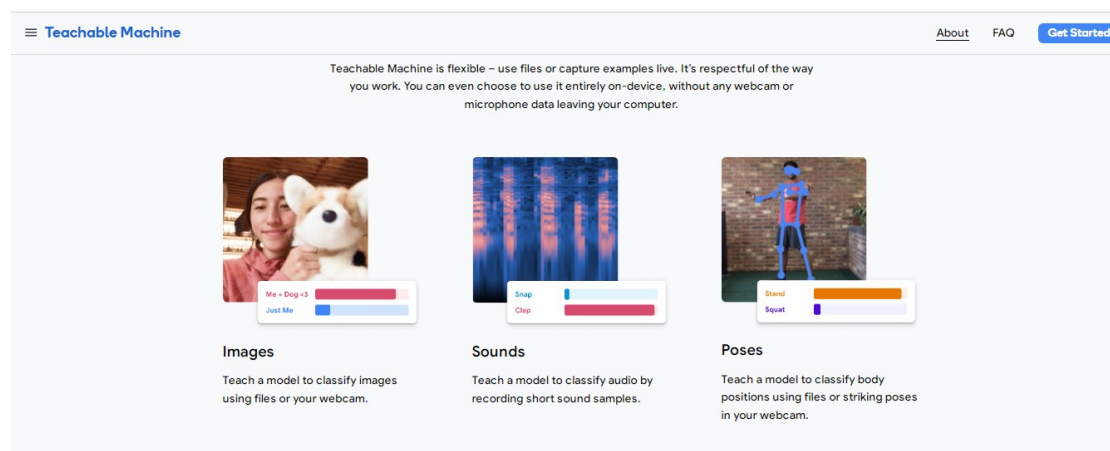 Teachable Machine
About
FAQ
Get Started
Teachable Machine is flexible – use files or capture examples live. It's respectful of the way
you work. You can even choose to use it entirely on-device, without any webcam or
microphone data leaving your computer.
Me + Dog <3
Just Me
Images
Teach a model to classify images
using files or your webcam.
Snap
Clap
Sounds
Teach a model to classify audio by
recording short sound samples.
Stand
Squat
Poses
Teach a model to classify body
positions using files or striking poses
in your webcam.